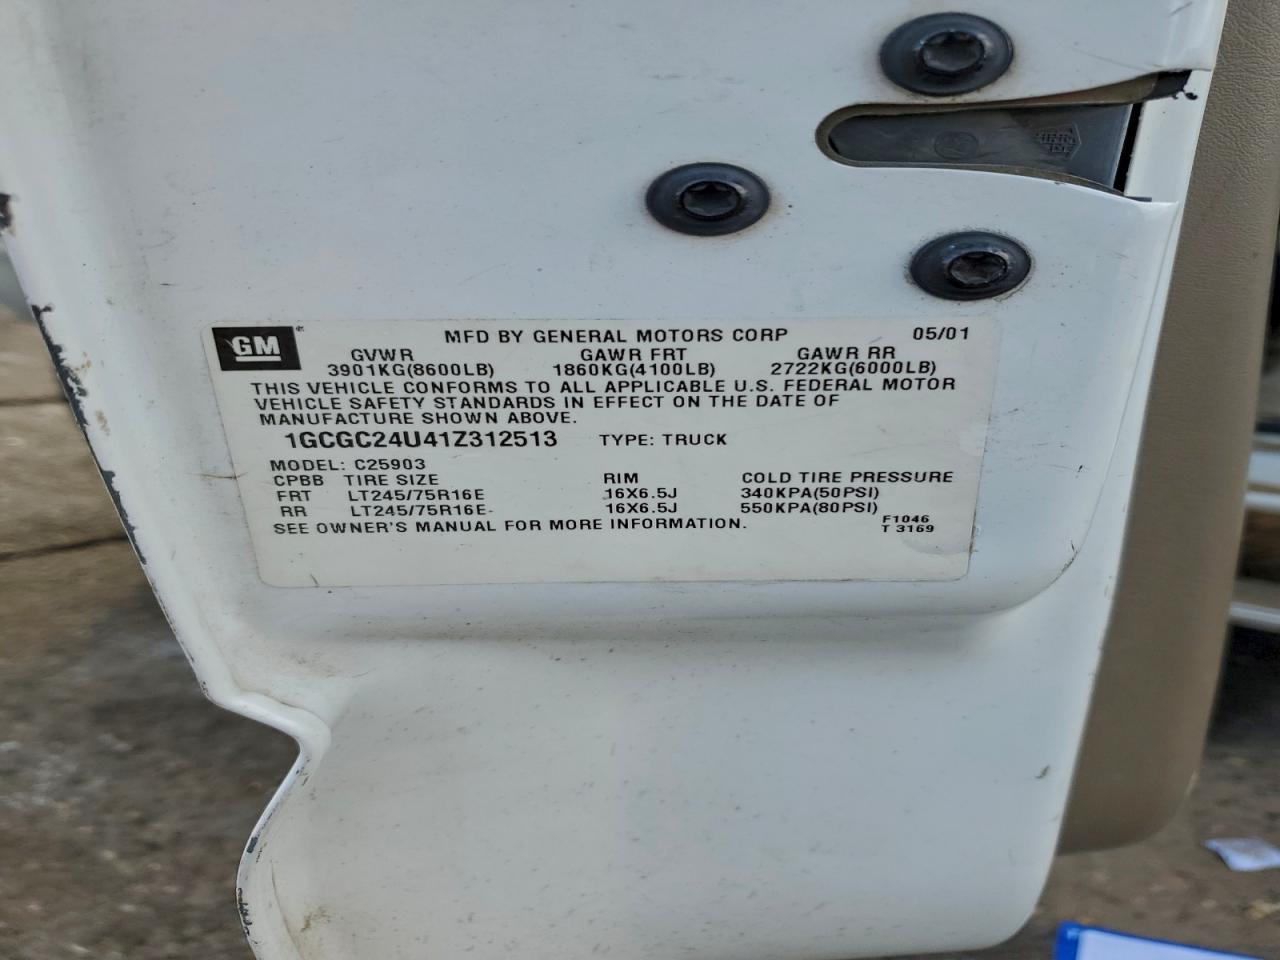 GM
MFD BY GENERAL MOTORS CORP 05/01
GVWR GAWR FRT GAWR RR
3901KG(8600LB) 1860KG(4100LB) 2722KG(6000LB)
THIS VEHICLE CONFORMS TO ALL APPLICABLE U.S. FEDERAL MOTOR
VEHICLE SAFETY STANDARDS IN EFFECT ON THE DATE OF
MANUFACTURE SHOWN ABOVE.
1GCGC24U41Z312513 TYPE: TRUCK
MODEL: C25903
CPBB TIRE SIZE RIM COLD TIRE PRESSURE
FRT LT245/75R16E 16X6.5J 340KPA(50PSI)
RR LT245/75R16E 16X6.5J 550KPA(80PSI)
SEE OWNER'S MANUAL FOR MORE INFORMATION.
F1046
T 3169